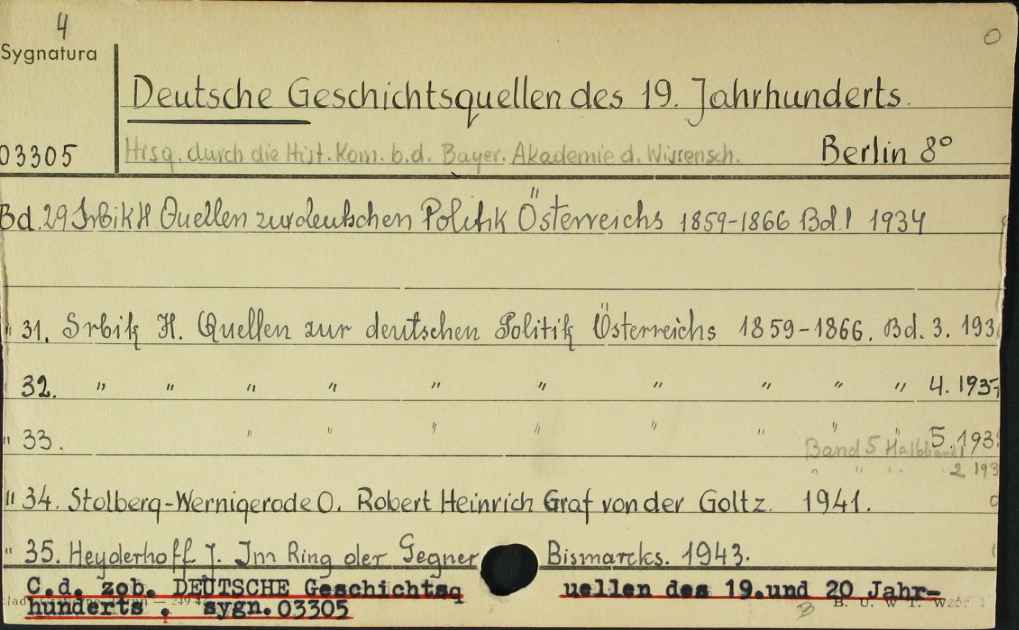 4
Sygnatura
Deutsche Geschichtsquellen des 19. Jahrhunderts.
03305 Hrsg. durch die Hist. Kom. b. d. Bayer. Akademie d. Wissensch. Berlin 8°
Bd. 29 Srbik H Quellen zur deutschen Politik Österreichs 1859-1866 Bd. I 1934
" 31. Srbik H. Quellen zur deutschen Politik Österreichs 1859-1866. Bd. 3. 193
32. " " " " " " " " " " 4. 193
" 33. " " " " " " " " 5. 193
Band 5 Halbband 1
" " " 2 193
" 34. Stolberg-Wernigerode O. Robert Heinrich Graf von der Goltz. 1941.
" 35. Heyderhoff J. Im Ring der Gegner Bismarcks. 1943.
C.d. zob. DEUTSCHE Geschichtsq uellen des 19.und 20 Jahr-
hunderts . sygn. 03305